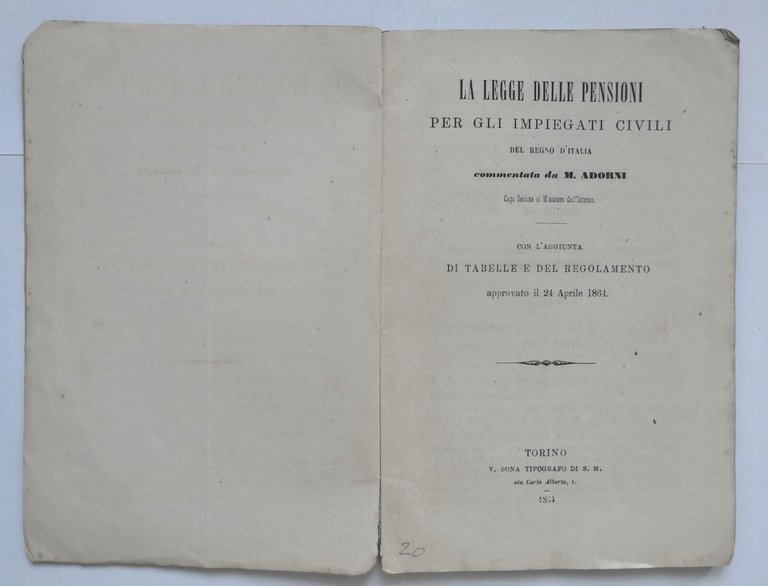 LA LEGGE DELLE PENSIONI
PER GLI IMPIEGATI CIVILI
DEL REGNO D'ITALIA
commentata da M. ADORNI
Capo Sezione al Ministero dell'Interno.
CON L'AGGIUNTA
DI TABELLE E DEL REGOLAMENTO
approvato il 24 Aprile 1864.
TORINO
V. BONA TIPOGRAFO DI S. M.
via Carlo Alberto, 1.
1864
20